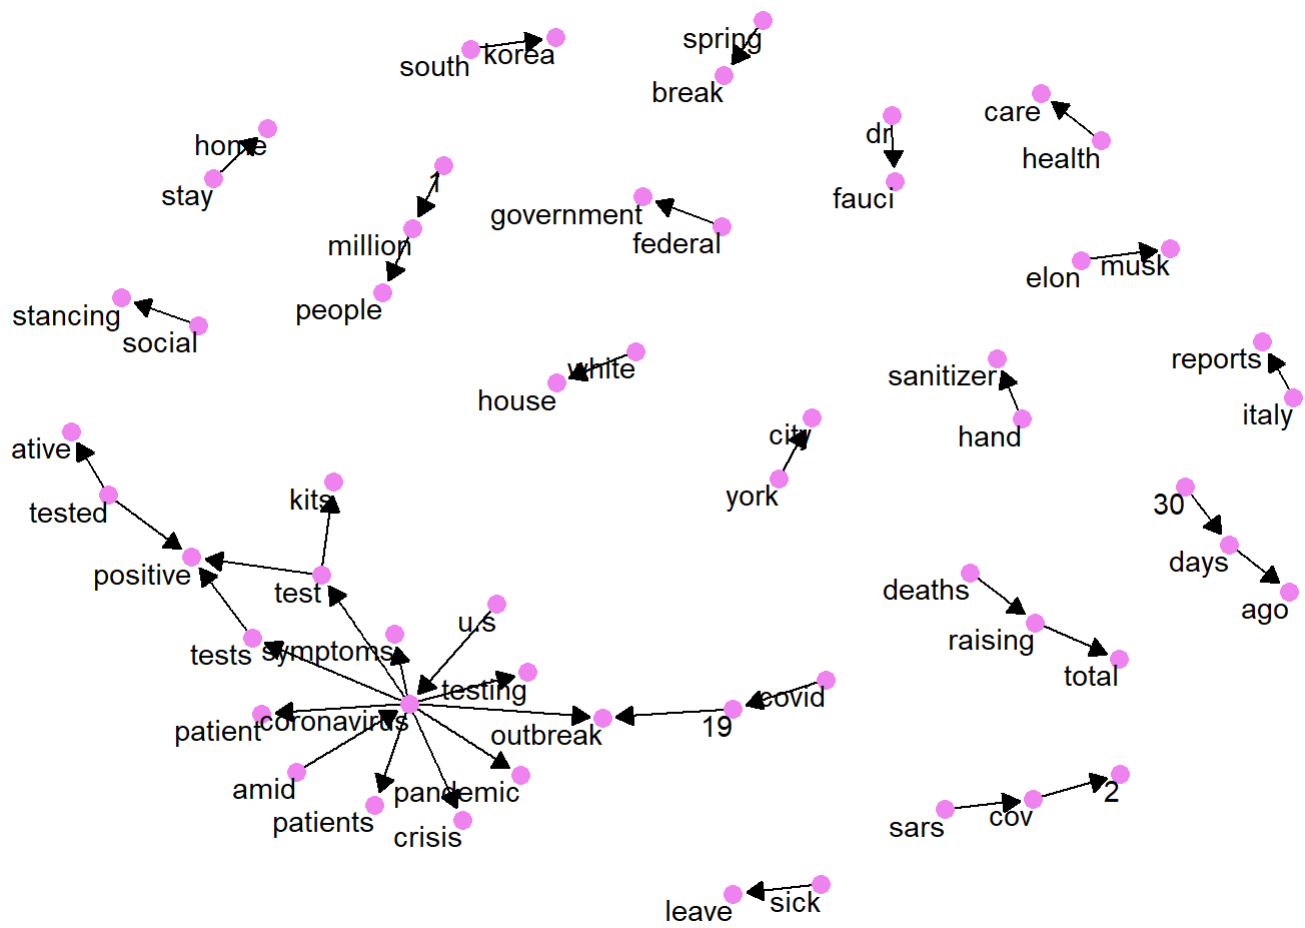 spring
south
korea
break
care
dr
home
health
stay
1
fauci
government
million
federal
elon
musk
people
stancing
social
white
reports
sanitizer
house
italy
city
hand
ative
kits
york
30
tested
days
positive
test
deaths
ago
u.s
raising
tests
symptoms
total
testing
covid
patient
coronavirus
outbreak
19
amid
pandemic
2
patients
crisis
sars
cov
leave
sick